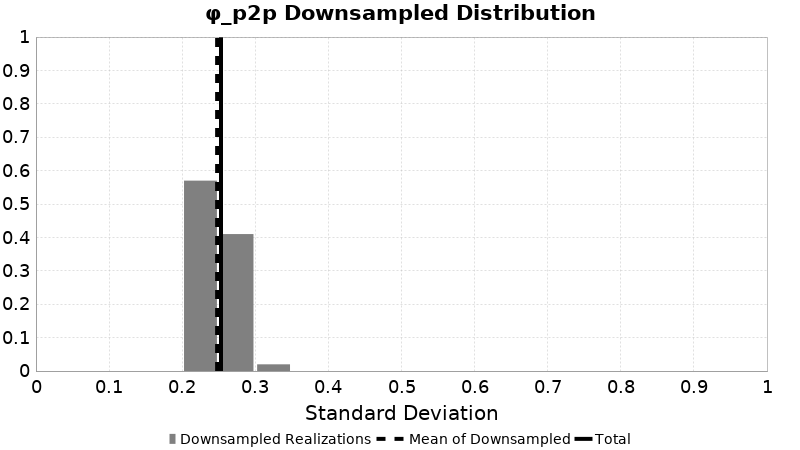 φ_p2p Downsampled Distribution
1
0.9
0.8
0.7
0.6
0.5
0.4
0.3
0.2
0.1
0
0 0.1 0.2 0.3 0.4 0.5 0.6 0.7 0.8 0.9 1
Standard Deviation
Downsampled Realizations Mean of Downsampled Total